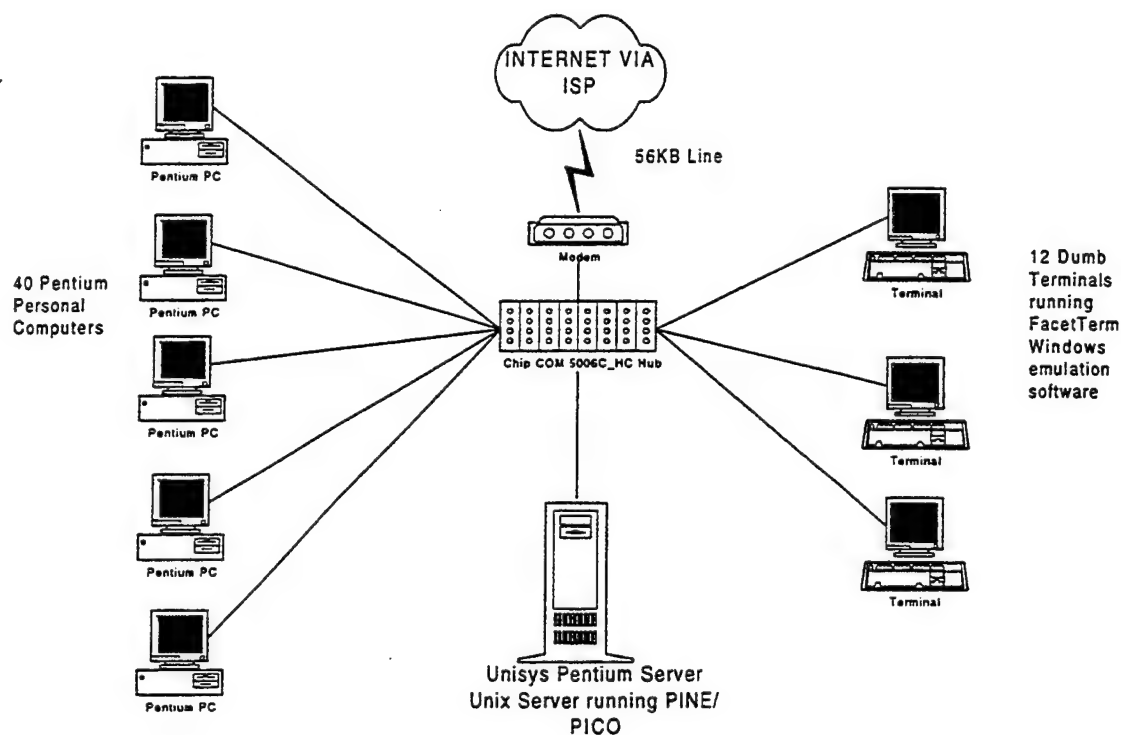 INTERNET VIA
ISP
56KB Line
Modem
Chip COM 5006C_HC Hub
40 Pentium
Personal
Computers
Pentium PC
Pentium PC
Pentium PC
Pentium PC
Pentium PC
Terminal
Terminal
Terminal
12 Dumb
Terminals
running
FacetTerm
Windows
emulation
software
Unisys Pentium Server
Unix Server running PINE/
PICO